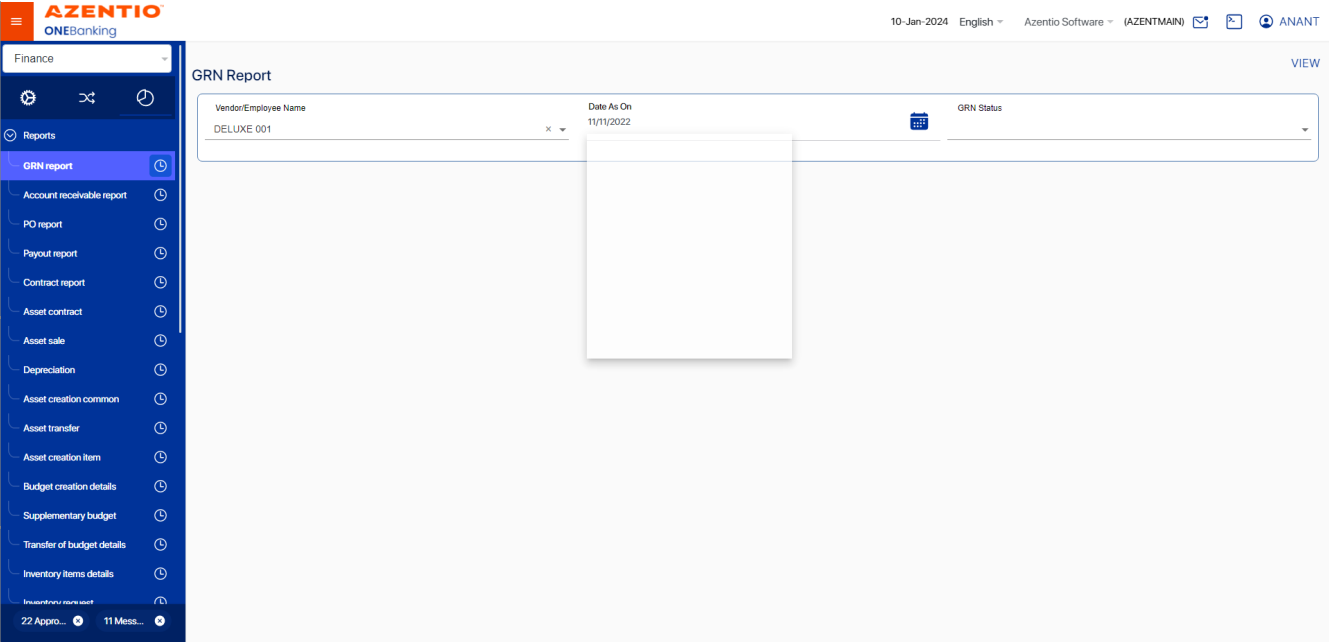 AZENTIO
ONEBanking
10-Jan-2024 English Azentio Software (AZENTMAIN) ANANT
Finance
VIEW
GRN Report
Vendor/Employee Name
DELUXE 001
Date As On
11/11/2022
GRN Status
Reports
GRN report
Account receivable report
PO report
Payout report
Contract report
Asset contract
Asset sale
Depreciation
Asset creation common
Asset transfer
Asset creation item
Budget creation details
Supplementary budget
Transfer of budget details
Inventory items details
Inventory request
22 Appro... 11 Mess...